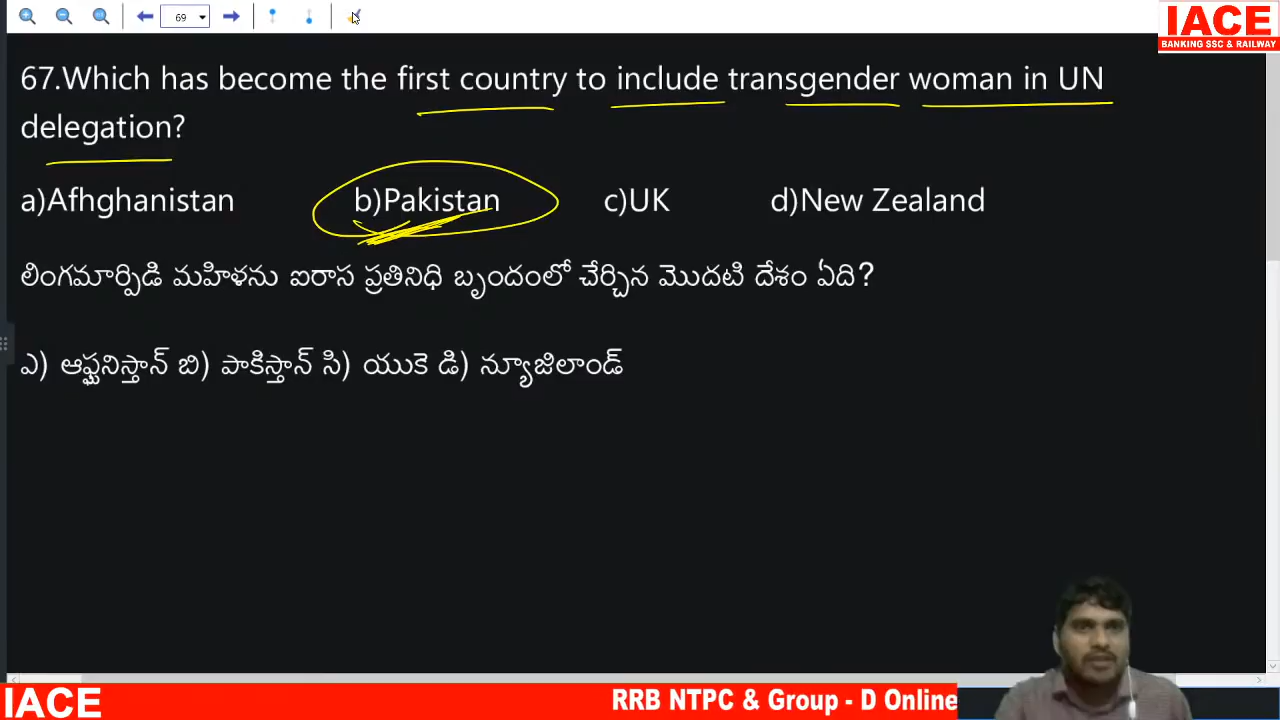 69
IACE
BANKING SSC & RAILWAY
67.Which has become the first country to include transgender woman in UN
delegation?
a)Afhghanistan b)Pakistan c)UK d)New Zealand
లింగమార్పిడి మహిళను ఐరాస ప్రతినిధి బృందంలో చేర్చిన మొదటి దేశం ఏది?
ఎ) ఆఫ్ఘనిస్తాన్ బి) పాకిస్తాన్ సి) యుకె డి) న్యూజిలాండ్
IACE
RRB NTPC & Group - D Online